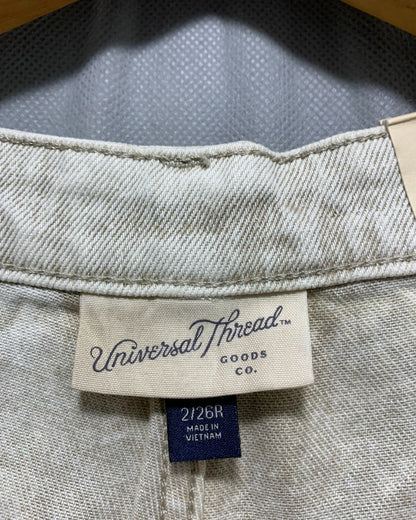 Universal Thread™
GOODS
CO.
2/26R
MADE IN
VIETNAM